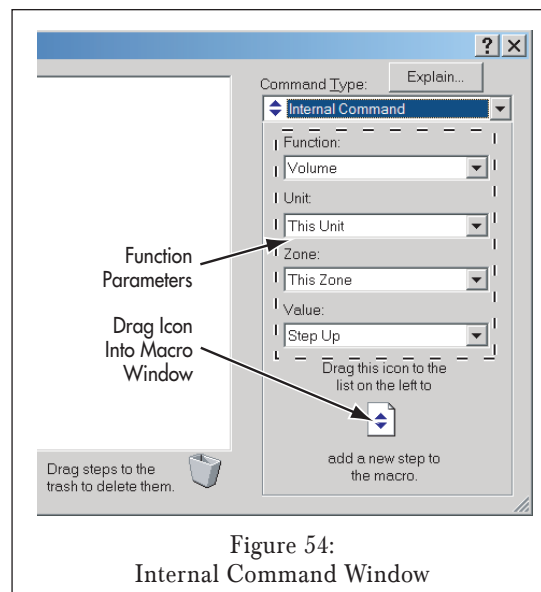 Command Type:
Explain...
Internal Command
Function:
Volume
Unit:
This Unit
Zone:
This Zone
Value:
Step Up
Function
Parameters
Drag Icon
Into Macro
Window
Drag this icon to the
list on the left to
add a new step to
the macro.
Drag steps to the
trash to delete them.
Figure 54:
Internal Command Window